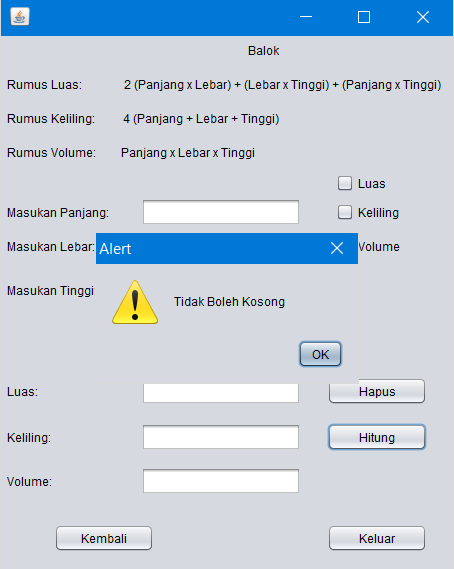 Balok
Rumus Luas: 2 (Panjang x Lebar) + (Lebar x Tinggi) + (Panjang x Tinggi)
Rumus Keliling: 4 (Panjang + Lebar + Tinggi)
Rumus Volume: Panjang x Lebar x Tinggi
Luas
Masukan Panjang: Keliling
Masukan Lebar: Volume
Alert
Masukan Tinggi
Tidak Boleh Kosong
OK
Luas: Hapus
Keliling: Hitung
Volume:
Kembali Keluar